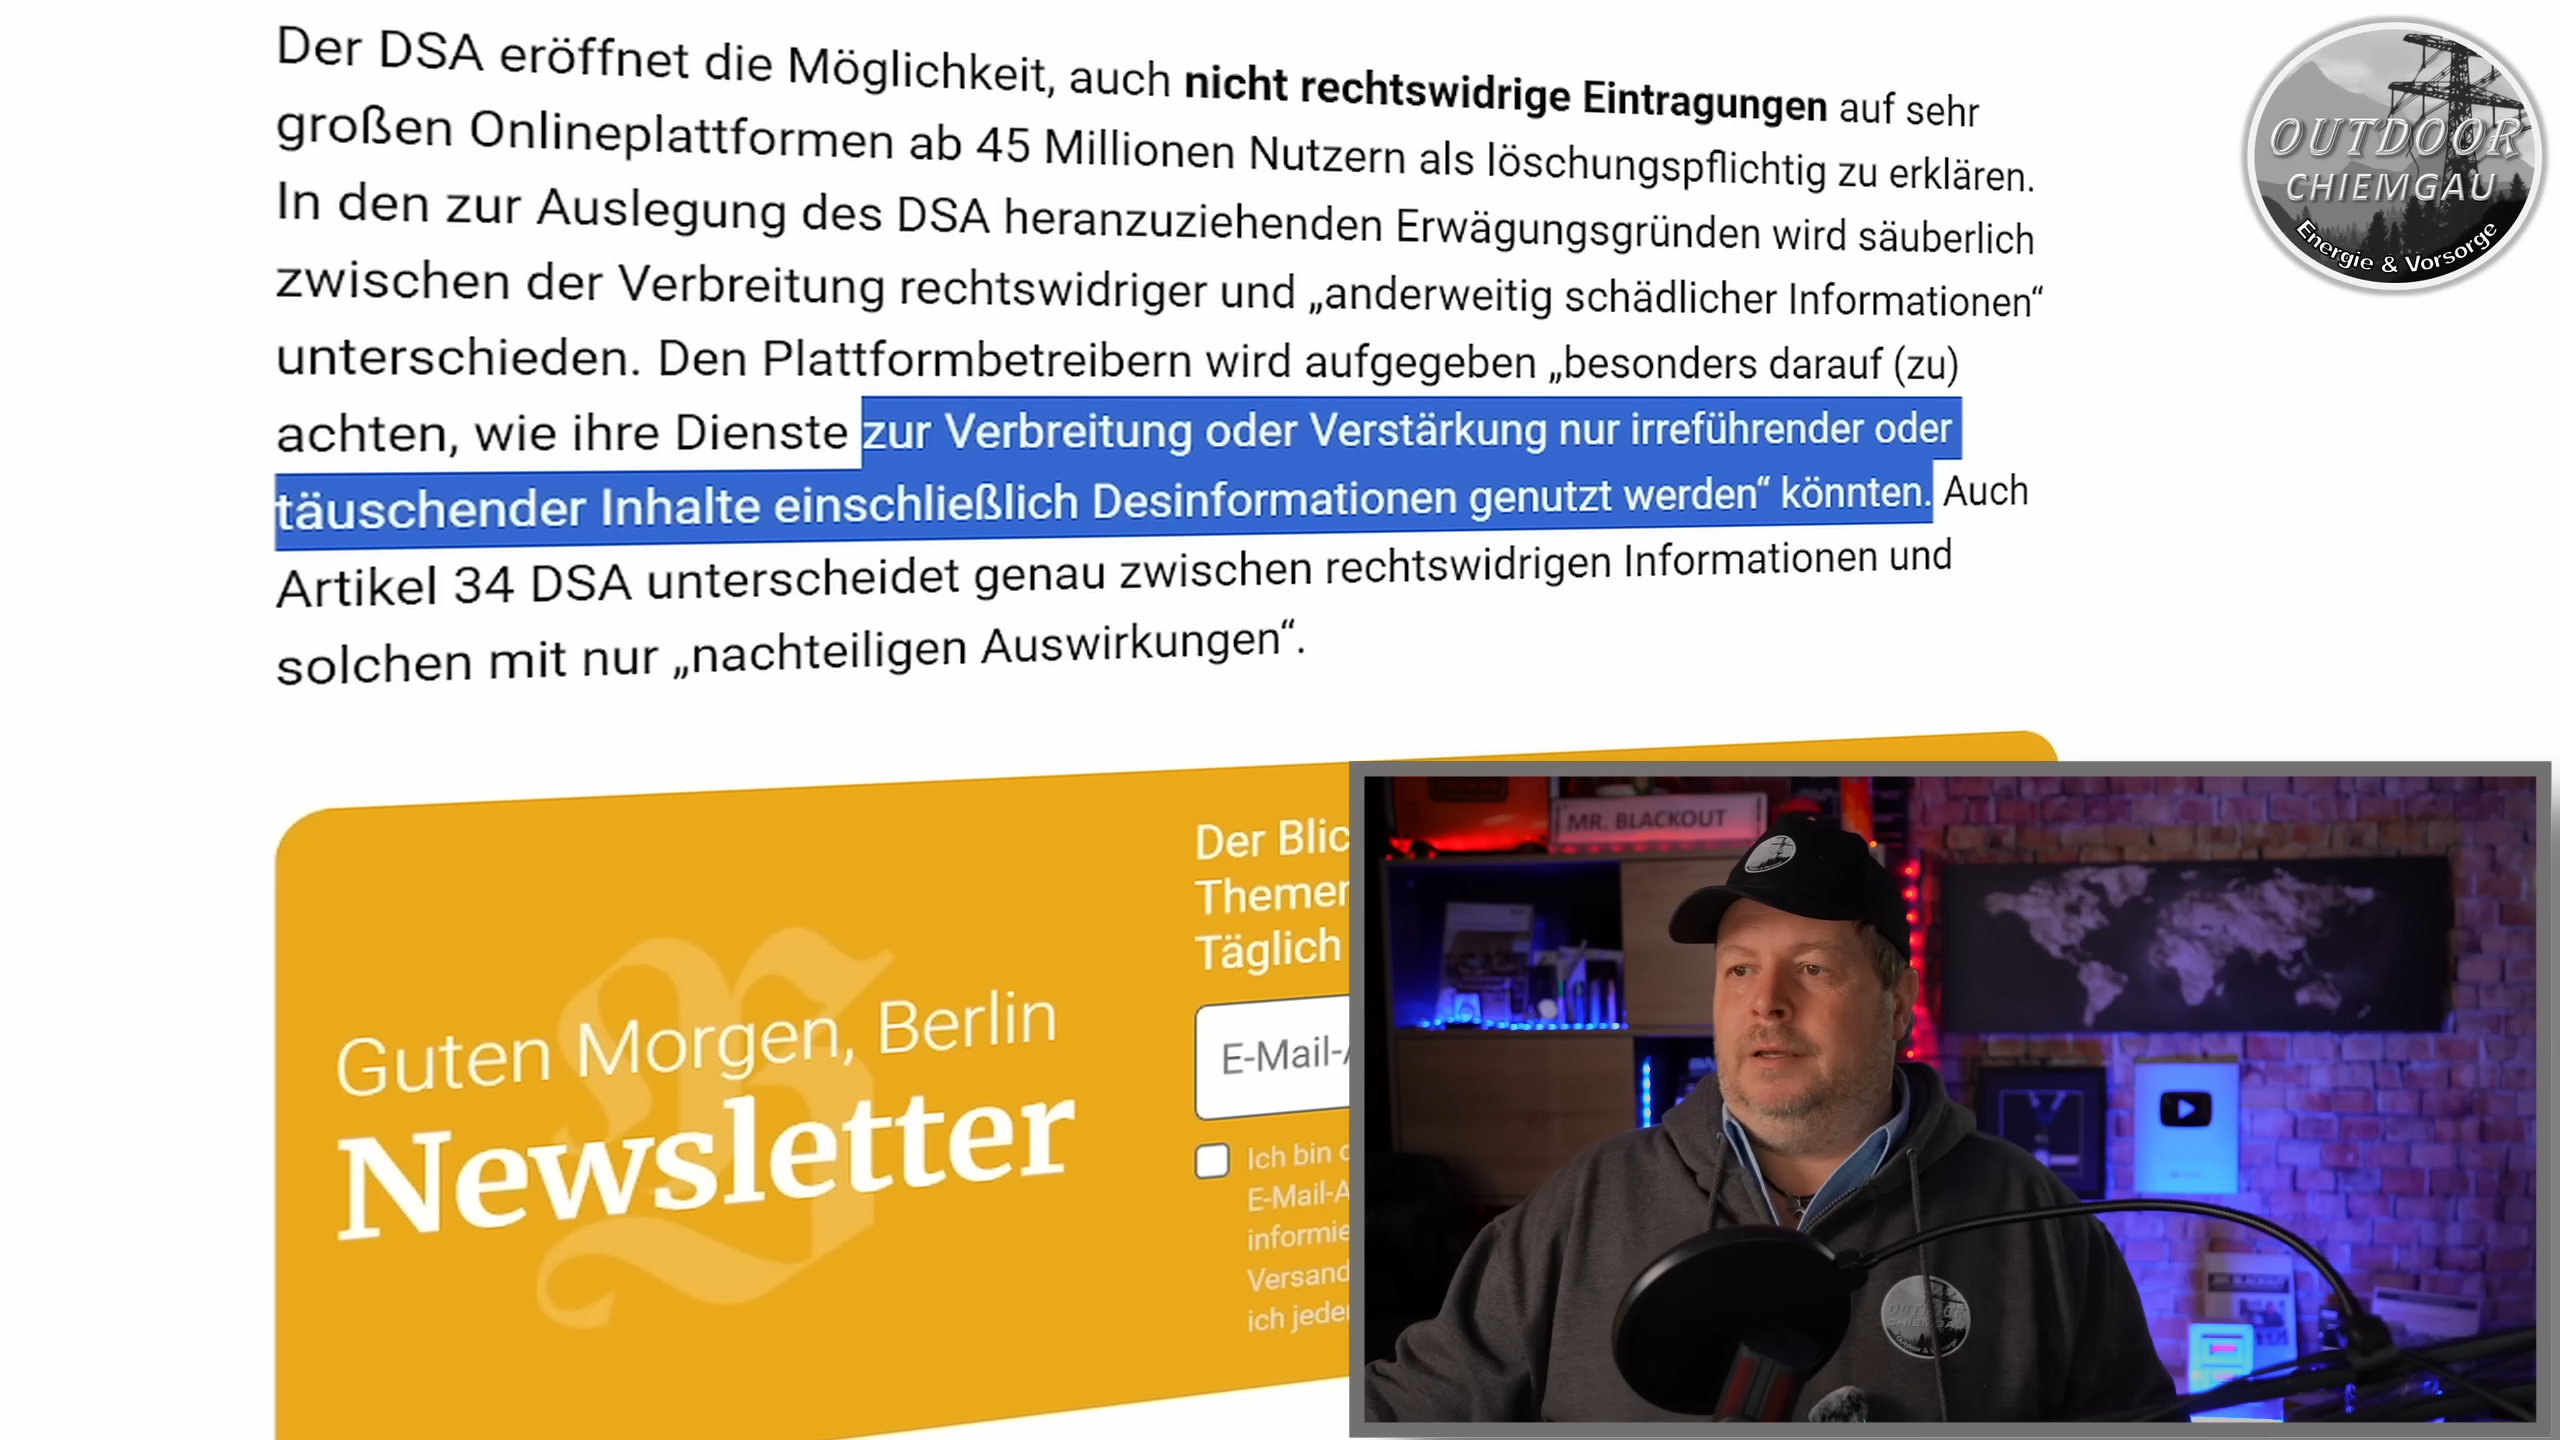 Der DSA eröffnet die Möglichkeit, auch nicht rechtswidrige Eintragungen auf sehr
großen Onlineplattformen ab 45 Millionen Nutzern als löschungspflichtig zu erklären.
In den zur Auslegung des DSA heranzuziehenden Erwägungsgründen wird säuberlich
zwischen der Verbreitung rechtswidriger und „anderweitig schädlicher Informationen“
unterschieden. Den Plattformbetreibern wird aufgegeben „besonders darauf (zu)
achten, wie ihre Dienste zur Verbreitung oder Verstärkung nur irreführender oder
täuschender Inhalte einschließlich Desinformationen genutzt werden“ könnten. Auch
Artikel 34 DSA unterscheidet genau zwischen rechtswidrigen Informationen und
solchen mit nur „nachteiligen Auswirkungen“.
OUTDOOR
CHIEMGAU
Energie & Vorsorge
Guten Morgen, Berlin
Newsletter
Der Blic
Themen
Täglich
E-Mail-A
Ich bin d
E-Mail-A
informie
Versand
ich jeder
MR. BLACKOUT
OUTDOOR
CHIEMGAU